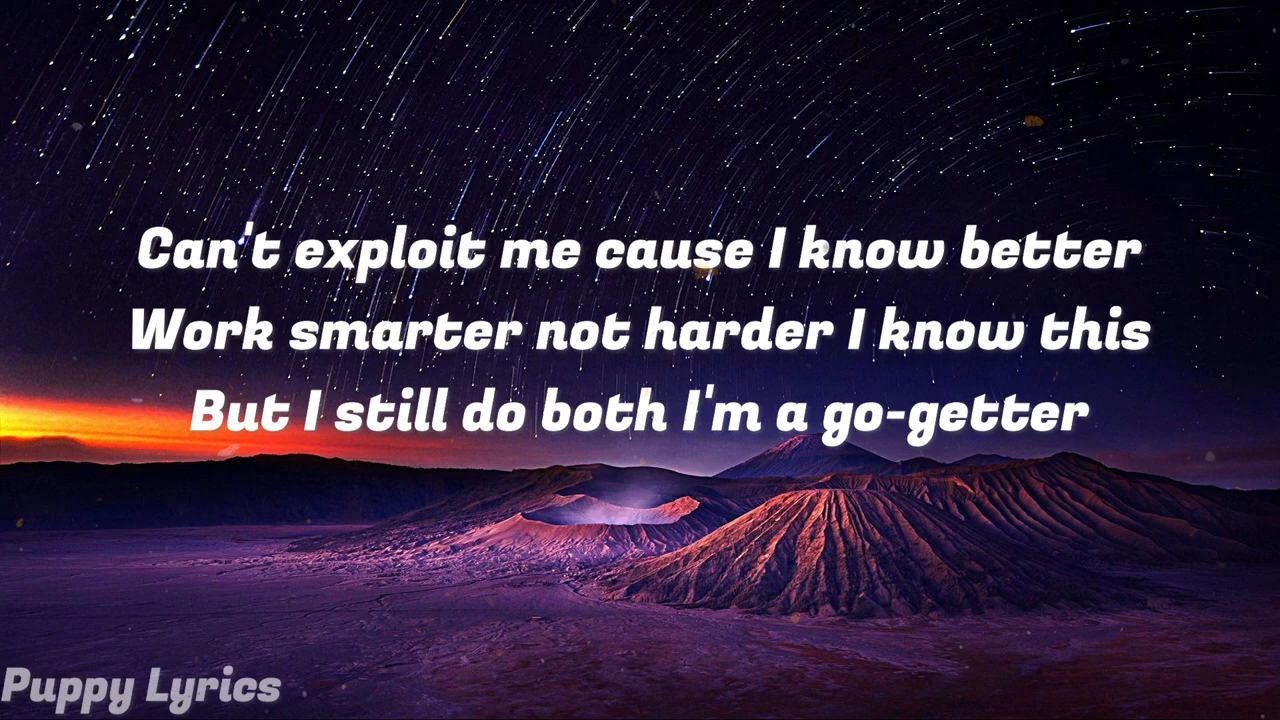 Can't exploit me cause I know better
Work smarter not harder I know this
But I still do both I'm a go-getter
Puppy Lyrics